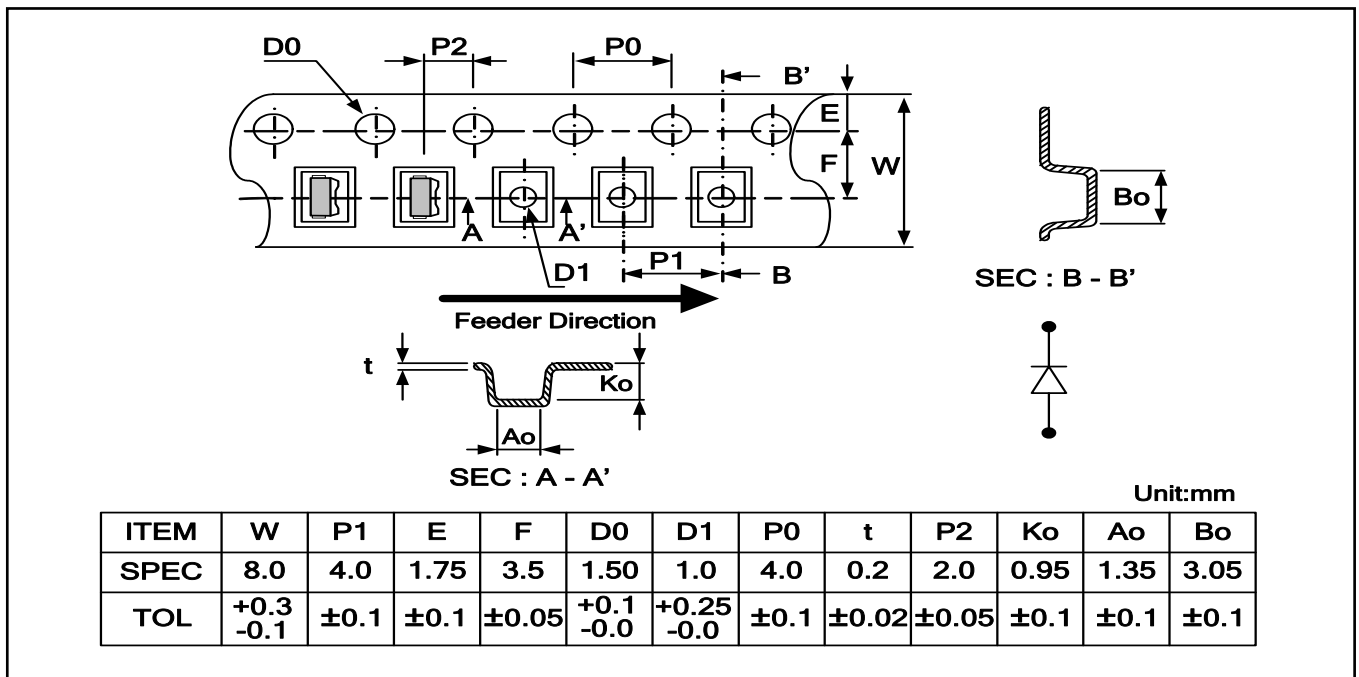 D0
P2
P0
B'
E
F
W
A
A'
D1
P1
B
Feeder Direction
Bo
SEC : B - B'
t
Ko
Ao
SEC : A - A'
Unit:mm
ITEM W P1 E F D0 D1 P0 t P2 Ko Ao Bo
SPEC 8.0 4.0 1.75 3.5 1.50 1.0 4.0 0.2 2.0 0.95 1.35 3.05
TOL +0.3 -0.1 ±0.1 ±0.1 ±0.05 +0.1 -0.0 +0.25 -0.0 ±0.1 ±0.02 ±0.05 ±0.1 ±0.1 ±0.1